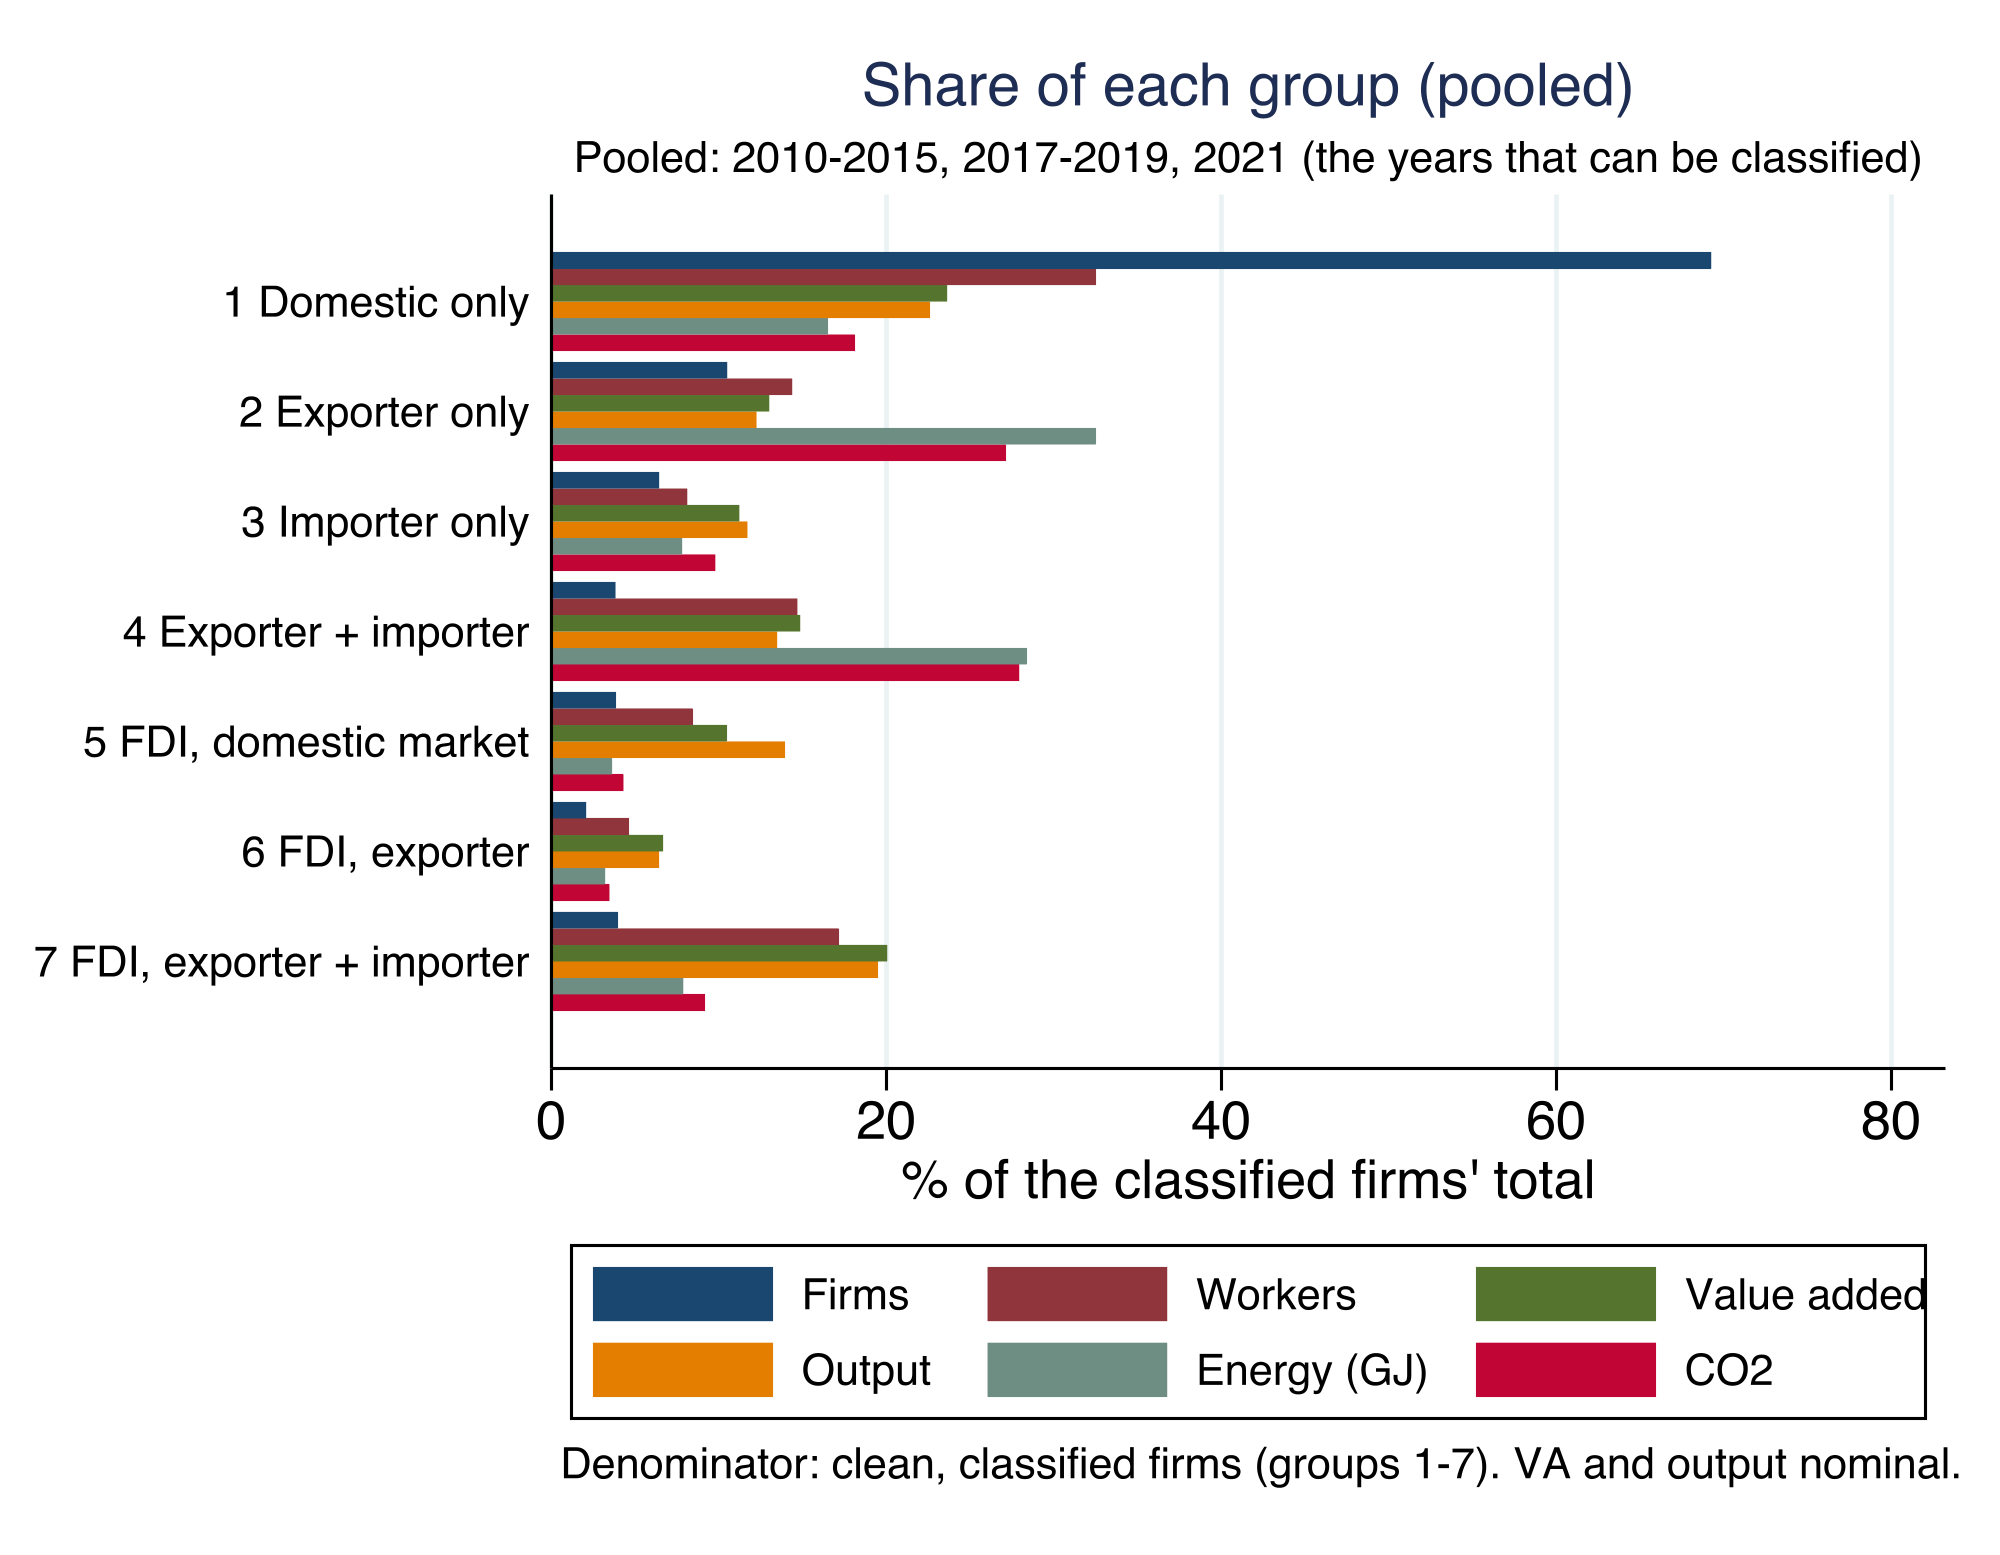 Share of each group (pooled)
Pooled: 2010-2015, 2017-2019, 2021 (the years that can be classified)
1 Domestic only
2 Exporter only
3 Importer only
4 Exporter + importer
5 FDI, domestic market
6 FDI, exporter
7 FDI, exporter + importer
0 20 40 60 80
% of the classified firms' total
Firms Workers Value added
Output Energy (GJ) CO2
Denominator: clean, classified firms (groups 1-7). VA and output nominal.